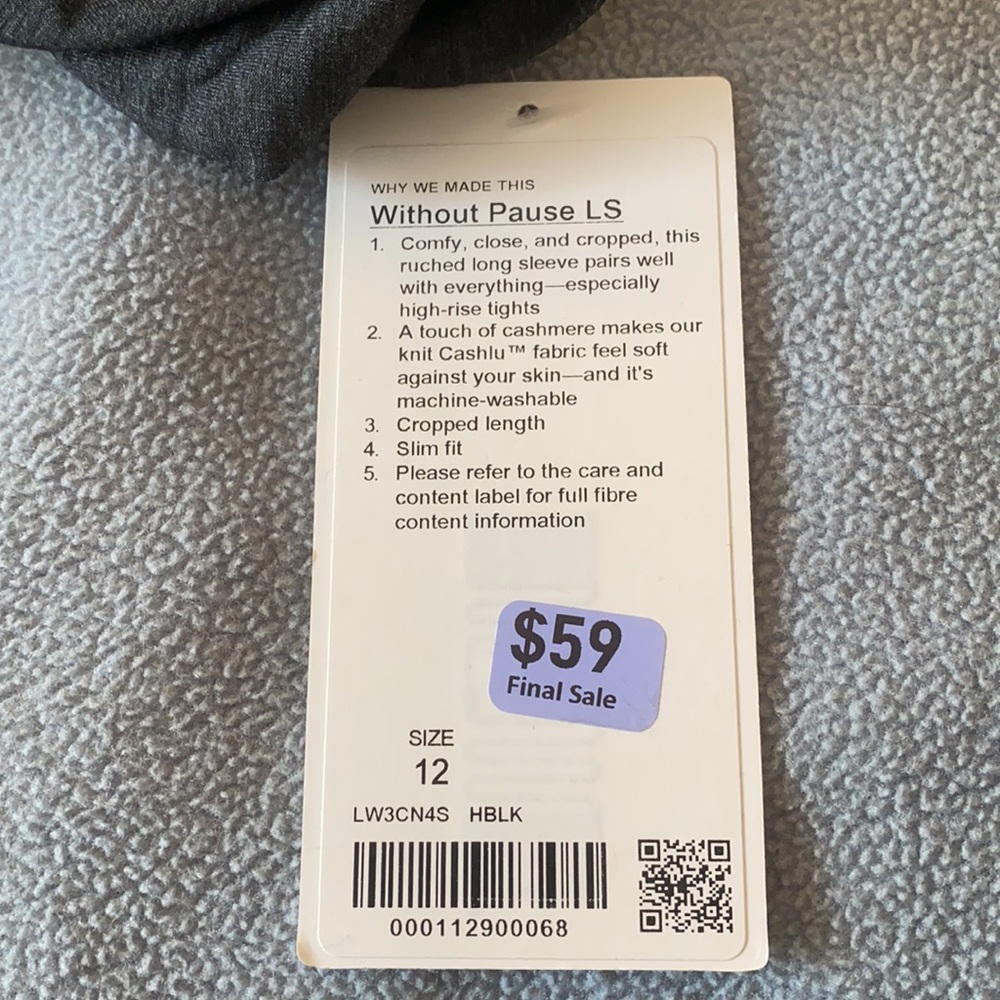 WHY WE MADE THIS
Without Pause LS
1. Comfy, close, and cropped, this
ruched long sleeve pairs well
with everything—especially
high-rise tights
2. A touch of cashmere makes our
knit Cashlu™ fabric feel soft
against your skin—and it's
machine-washable
3. Cropped length
4. Slim fit
5. Please refer to the care and
content label for full fibre
content information
$59
Final Sale
SIZE
12
LW3CN4S HBLK
000112900068